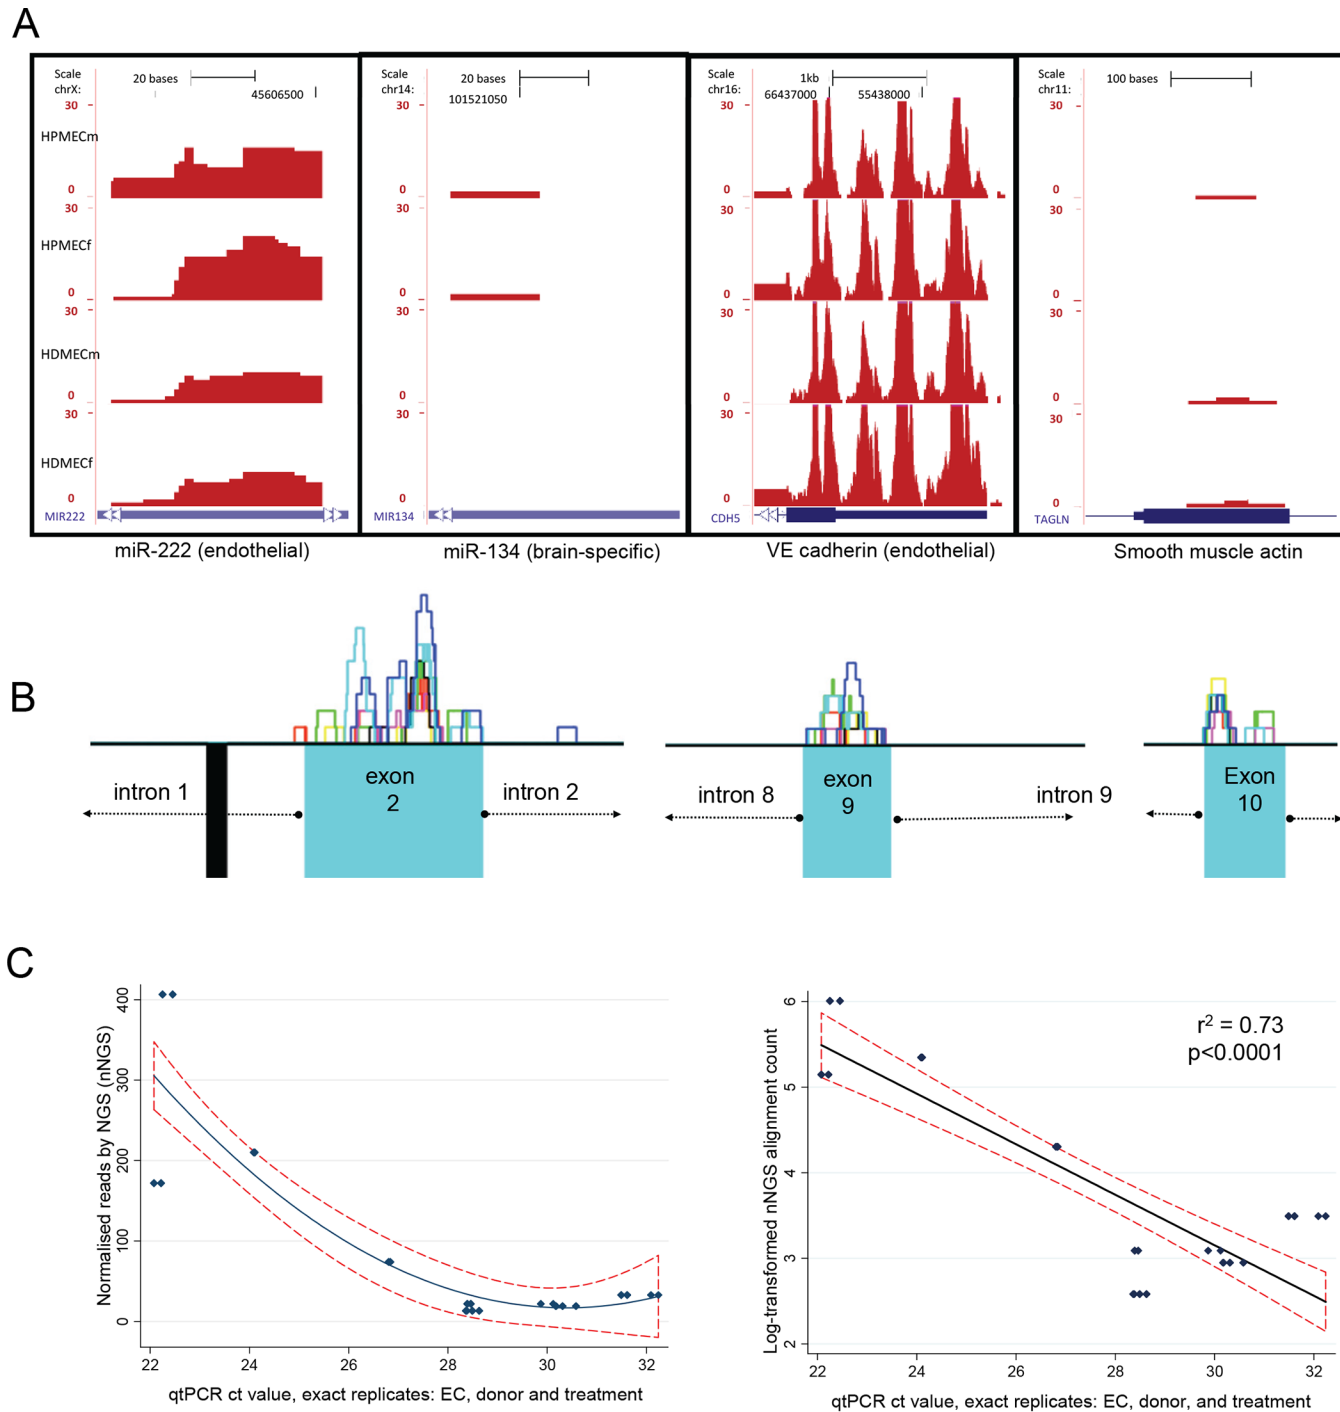 A
Scale
chrX:
20 bases
45606500
30
HPMECm
0
30
HPMECf
0
30
HDMECm
0
30
HDMECf
0
MIR222
Scale
chr14:
20 bases
101521050
30
0
30
0
30
0
30
0
MIR134
Scale
chr16:
1kb
66437000
55438000
30
0
30
0
30
0
30
0
CDH5
Scale
chr11:
100 bases
30
0
30
0
30
0
30
0
TAGLN
miR-222 (endothelial)
miR-134 (brain-specific)
VE cadherin (endothelial)
Smooth muscle actin
B
intron 1
exon
2
intron 2
intron 8
exon
9
intron 9
Exon
10
C
Normalised reads by NGS (nNGS)
400
300
200
100
0
22 24 26 28 30 32
qtPCR ct value, exact replicates: EC, donor and treatment
Log-transformed nNGS alignment count
6
5
4
3
2
r² = 0.73
p<0.0001
22 24 26 28 30 32
qtPCR ct value, exact replicates: EC, donor, and treatment